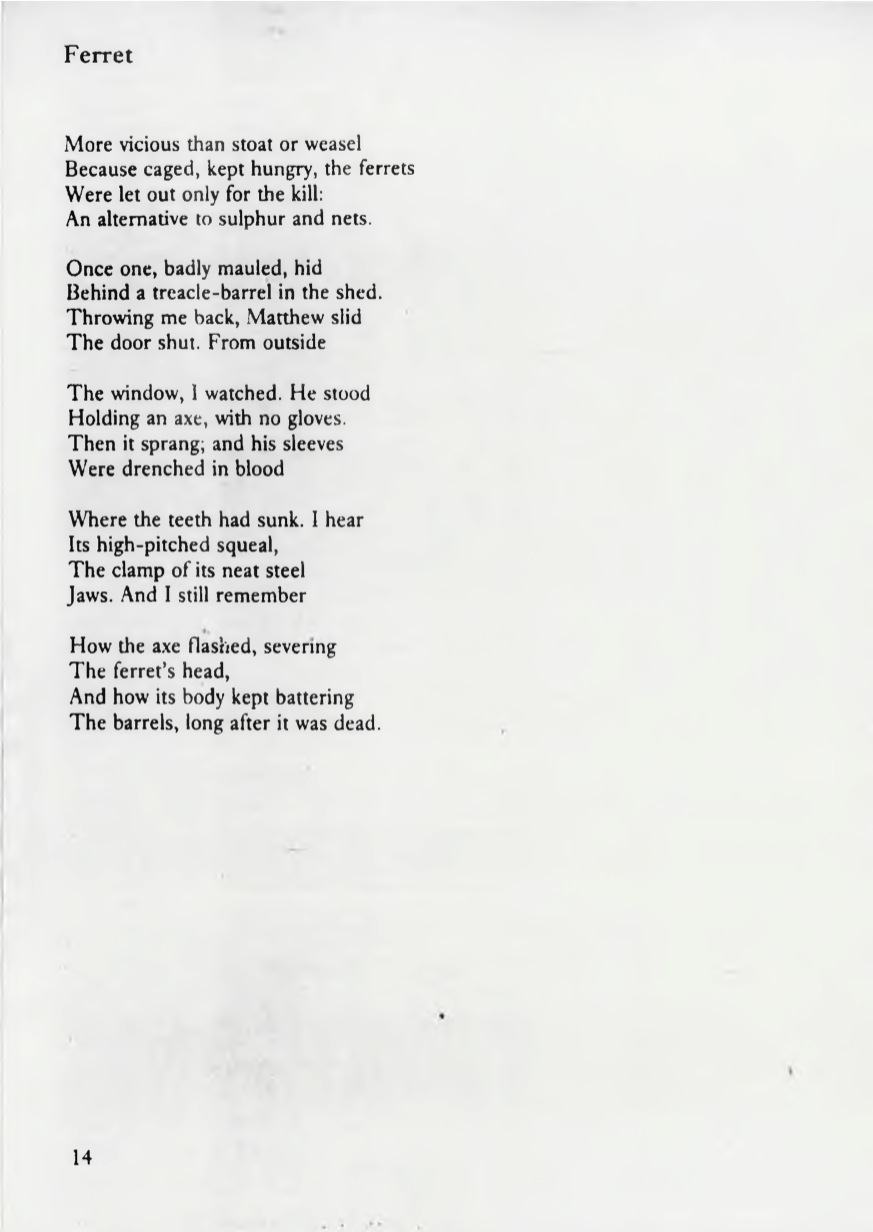 Ferret
More vicious than stoat or weasel
Because caged, kept hungry, the ferrets
Were let out only for the kill:
An alternative to sulphur and nets.
Once one, badly mauled, hid
Behind a treacle-barrel in the shed.
Throwing me back, Matthew slid
The door shut. From outside
The window, I watched. He stood
Holding an axe, with no gloves.
Then it sprang; and his sleeves
Were drenched in blood
Where the teeth had sunk. I hear
Its high-pitched squeal,
The clamp of its neat steel
Jaws. And I still remember
How the axe flashed, severing
The ferret's head,
And how its body kept battering
The barrels, long after it was dead.
14